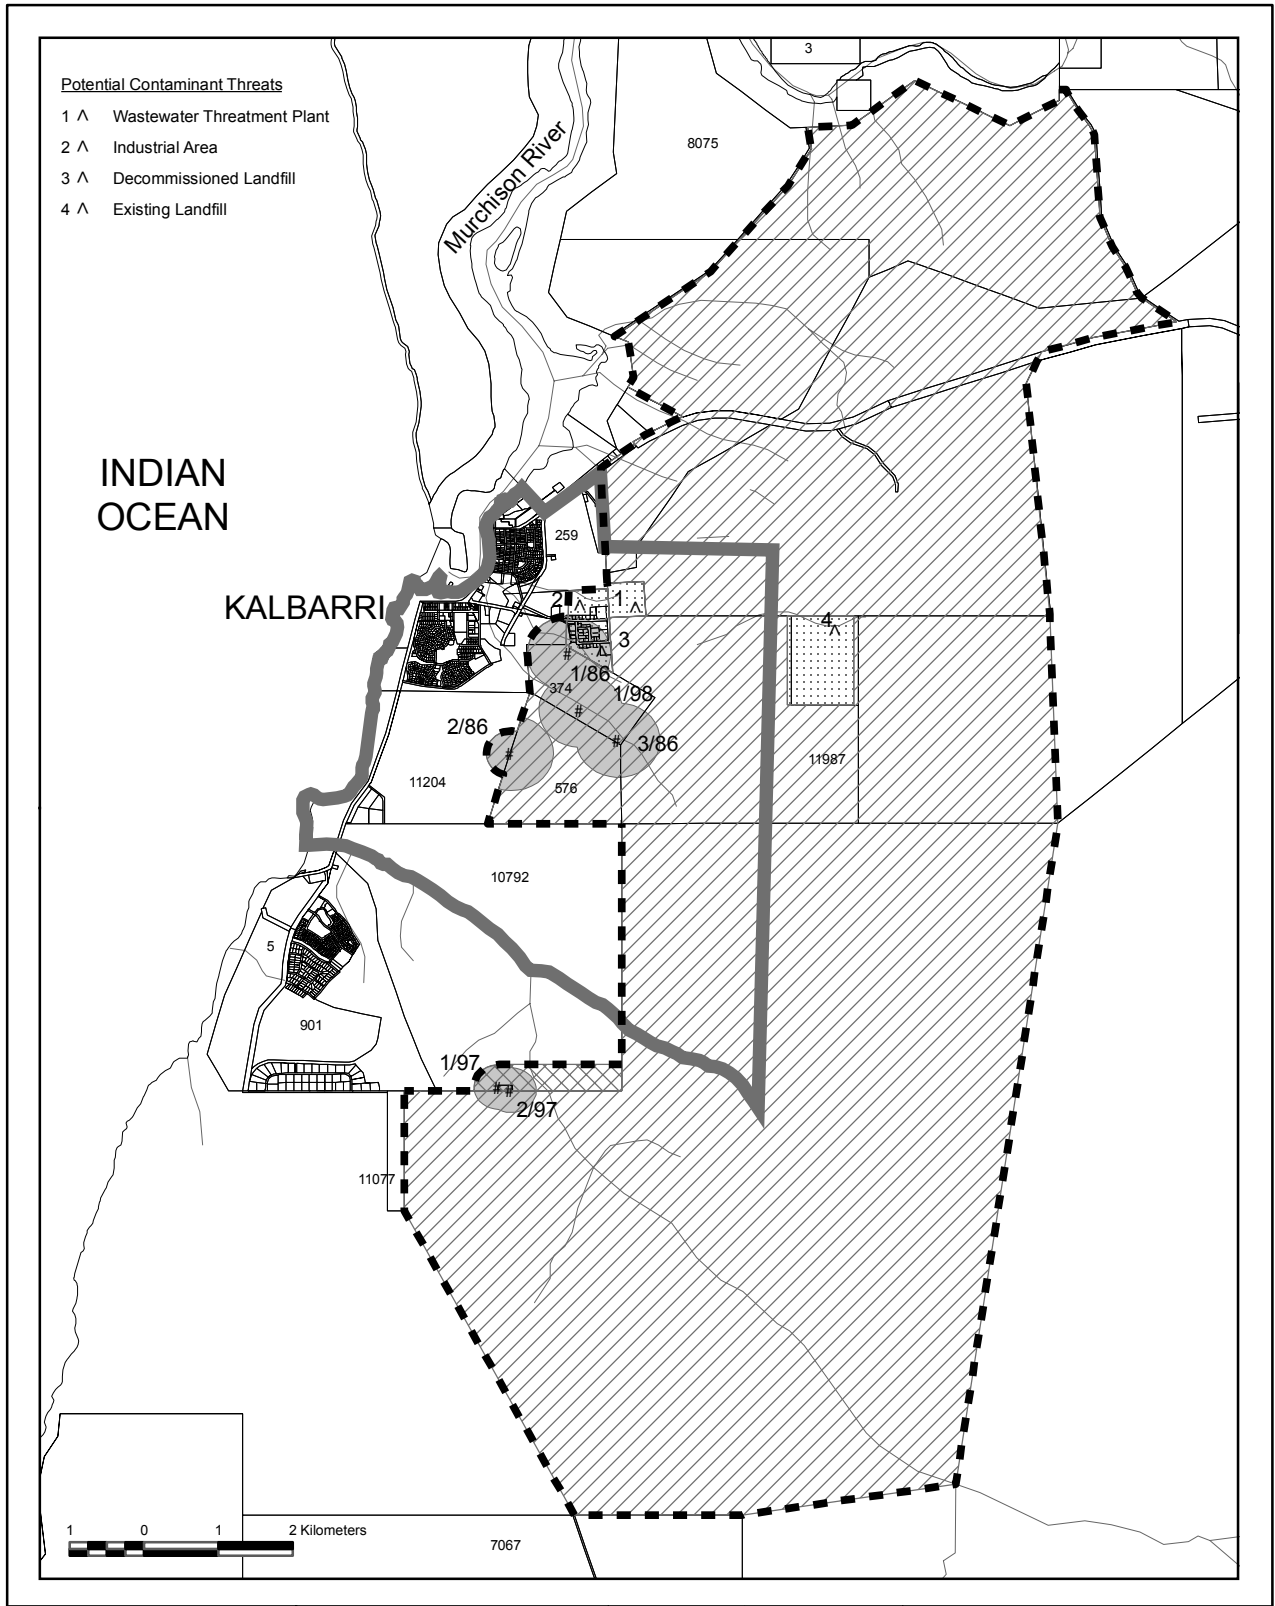 3
Potential Contaminant Threats
1 ^ Wastewater Threatment Plant
2 ^ Industrial Area
3 ^ Decommissioned Landfill
4 ^ Existing Landfill
8075
Murchison River
INDIAN
OCEAN
259
KALBARRI
2 ^
1 ^
4 ^
3 ^
#
1/86
374
1/98
#
2/86
#
# 3/86
11204
576
11987
10792
5
901
1/97
# #
2/97
11077
1 0 1 2 Kilometers
7067